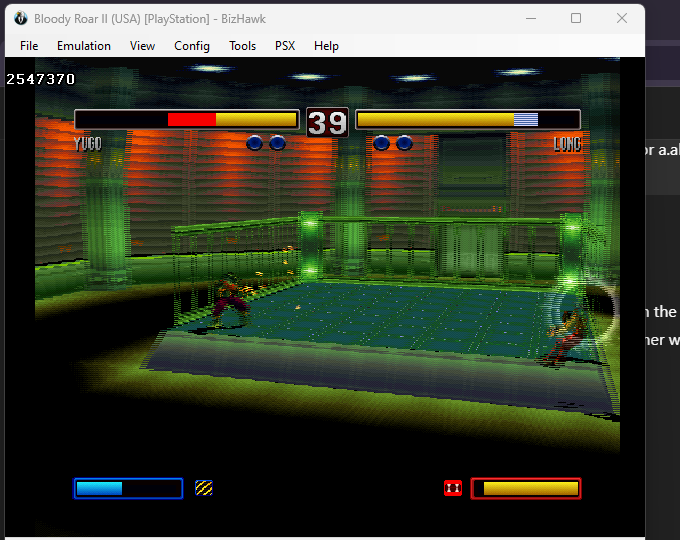 Bloody Roar II (USA) [PlayStation] - BizHawk
File Emulation View Config Tools PSX Help
2547370
39
YUGO LONG
or a.al
n the
ner w